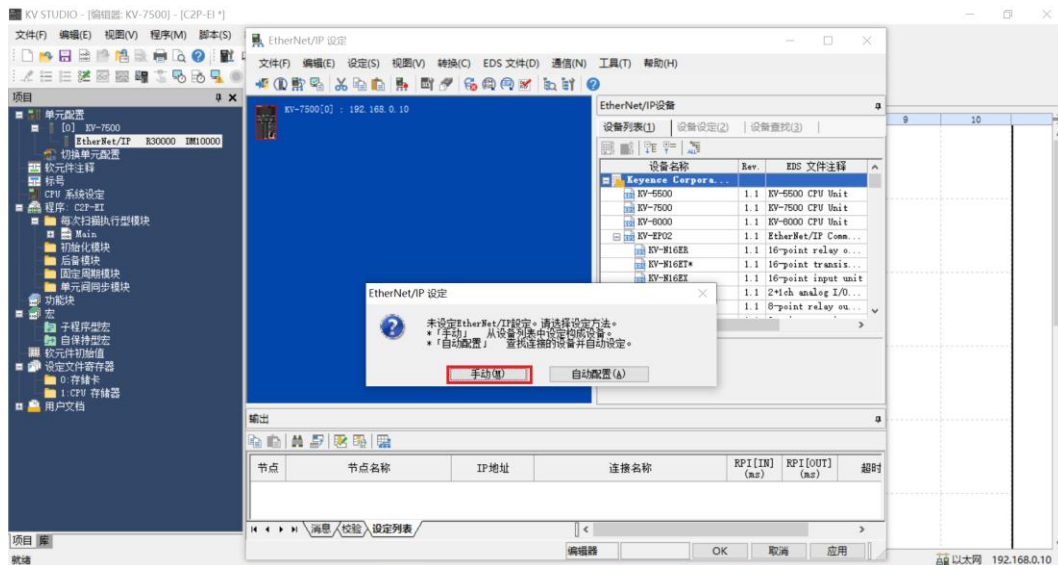 KV STUDIO - [编辑器: KV-7500] - [C2P-EI *]
文件(F) 编辑(E) 视图(V) 程序(M) 脚本(S)
项目
单元配置
[0] KV-7500
EtherNet/IP R30000 DM10000
切换单元配置
软元件注释
标号
CPU 系统设定
程序: C2P-EI
每次扫描执行型模块
Main
初始化模块
后备模块
固定周期模块
单元间同步模块
功能块
宏
子程序型宏
自保持型宏
软元件初始值
设定文件寄存器
0:存储卡
1:CPU 存储器
用户文档
项目 库
就绪
EtherNet/IP 设定
文件(F) 编辑(E) 设定(S) 视图(V) 转换(C) EDS 文件(D) 通信(N) 工具(T) 帮助(H)
KV-7500[0] : 192.168.0.10
EtherNet/IP设备
设备列表(1) 设备设定(2) 设备查找(3)
设备名称 Rev. EDS 文件注释
Keyence Corpora...
KV-5500 1.1 KV-5500 CPU Unit
KV-7500 1.1 KV-7500 CPU Unit
KV-8000 1.1 KV-8000 CPU Unit
KV-EP02 1.1 EtherNet/IP Comm...
KV-N16ER 1.1 16-point relay o...
KV-N16ET* 1.1 16-point transis...
KV-N16EX 1.1 16-point input unit
1.1 2+1ch analog I/O...
1.1 8-point relay ou...
EtherNet/IP 设定
未设定EtherNet/IP设定。请选择设定方法。
*「手动」 从设备列表中设定构成设备。
*「自动配置」 查找连接的设备并自动设定。
手动(M) 自动配置(A)
输出
节点 节点名称 IP地址 连接名称 RPI[IN] (ms) RPI[OUT] (ms) 超时
消息 校验 设定列表
编辑器 OK 取消 应用
9 10
以太网 192.168.0.10